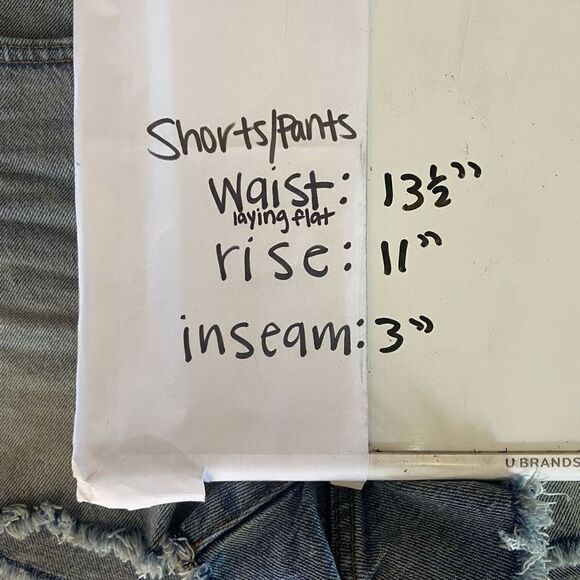 Shorts/Pants
Waist: 13½"
laying flat
rise: 11"
inseam: 3"
U BRANDS